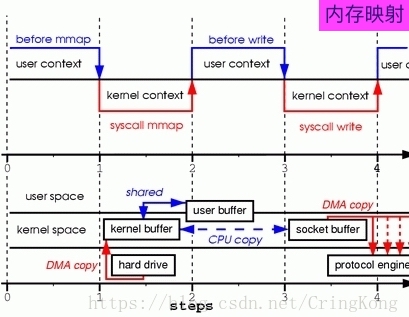 内存映射
before mmap
before write
user context
user context
user c
kernel context
kernel context
syscall mmap
syscall write
0 1 2 3 4
user space
shared
user buffer
DMA copy
kernel space
kernel buffer
CPU copy
socket buffer
DMA copy
hard drive
protocol engine
https://blog.csdn.net/CringKong
0 1 2 3 4
steps